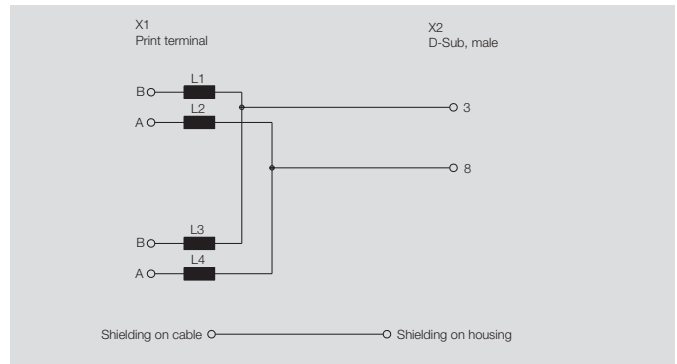 X1
Print terminal
X2
D-Sub, male
L1
B
3
L2
A
8
L3
B
L4
A
Shielding on cable
Shielding on housing